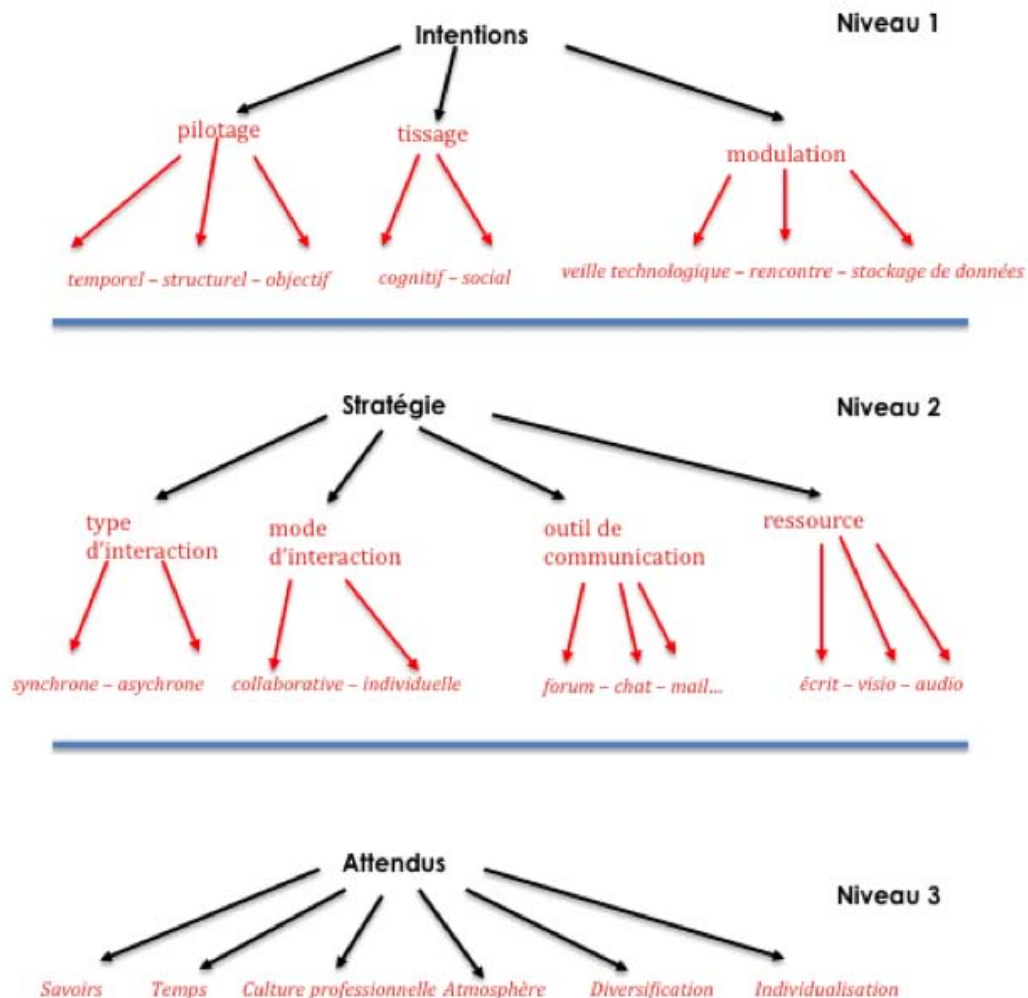 Intentions
Niveau 1
pilotage
tissage
modulation
temporel – structurel – objectif
cognitif – social
veille technologique – rencontre – stockage de données
Stratégie
Niveau 2
type
d'interaction
mode
d'interaction
outil de
communication
ressource
synchrone – asychrone
collaborative – individuelle
forum – chat – mail...
écrit – visio – audio
Attendus
Niveau 3
Savoirs
Temps
Culture professionnelle
Atmosphère
Diversification
Individualisation